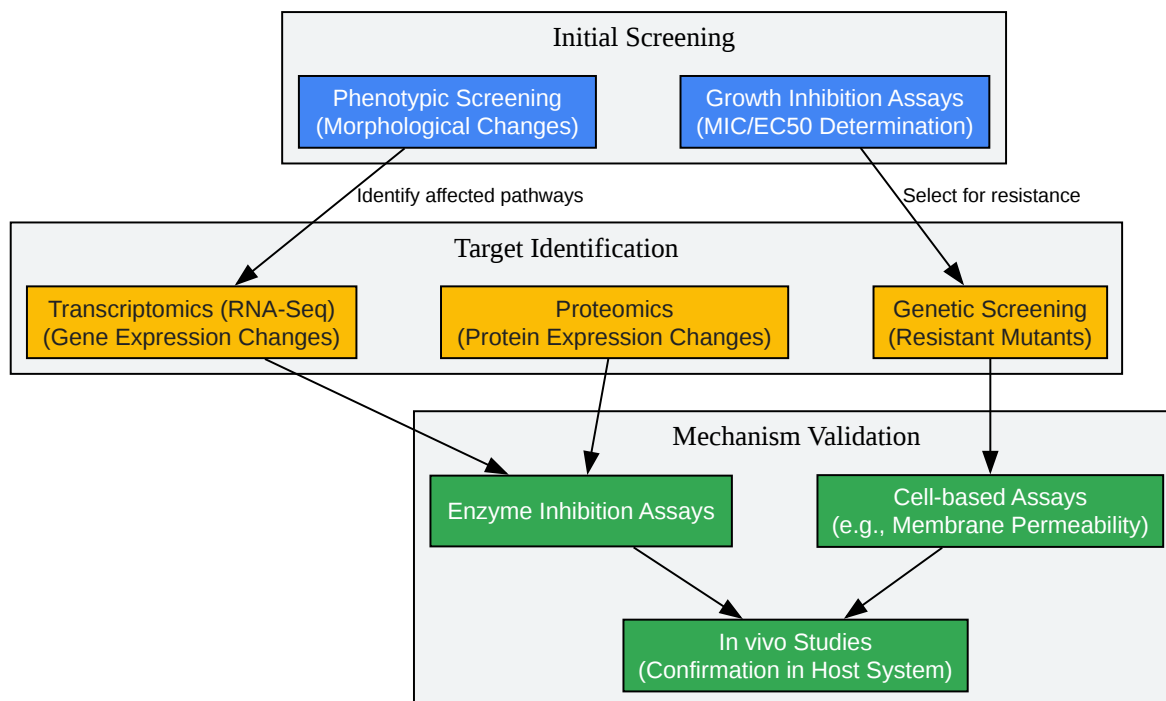 Initial Screening
Phenotypic Screening
(Morphological Changes)
Growth Inhibition Assays
(MIC/EC50 Determination)
Identify affected pathways
Select for resistance
Target Identification
Transcriptomics (RNA-Seq)
(Gene Expression Changes)
Proteomics
(Protein Expression Changes)
Genetic Screening
(Resistant Mutants)
Mechanism Validation
Enzyme Inhibition Assays
Cell-based Assays
(e.g., Membrane Permeability)
In vivo Studies
(Confirmation in Host System)